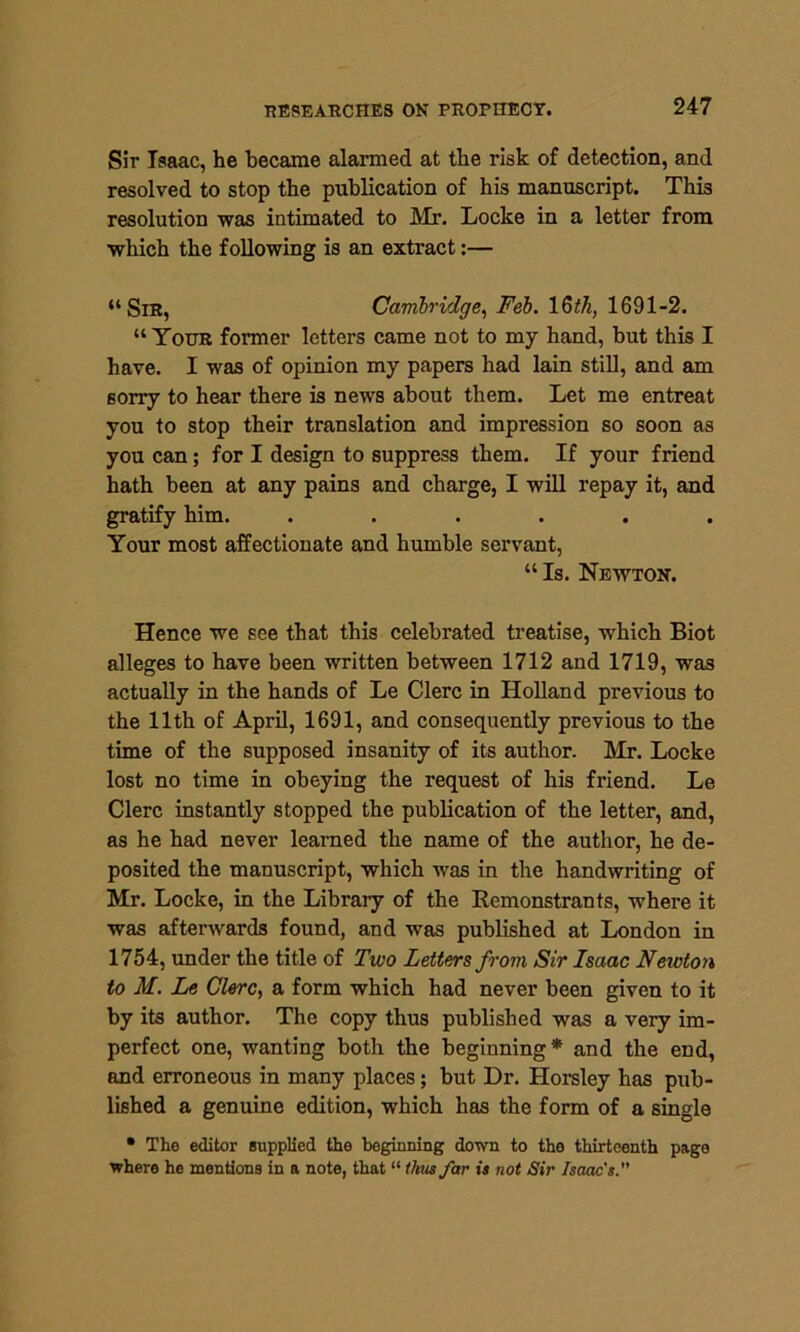 RESEARCHES ON PROPHECY. 247
Sir Isaac, he became alarmed at the risk of detection, and
resolved to stop the publication of his manuscript. This
resolution was intimated to Mr. Locke in a letter from
which the following is an extract:—
“Sir, Cambridge, Feb. 16th, 1691-2.
“Your former letters came not to my hand, but this I
have. I was of opinion my papers had lain still, and am
sorry to hear there is news about them. Let me entreat
you to stop their translation and impression so soon as
you can; for I design to suppress them. If your friend
hath been at any pains and charge, I will repay it, and
gratify him. . . . . . .
Your most affectionate and humble servant,
“Is. Newton.
Hence we see that this celebrated treatise, which Biot
alleges to have been written between 1712 and 1719, was
actually in the hands of Le Clerc in Holland previous to
the 11th of April, 1691, and consequently previous to the
time of the supposed insanity of its author. Mr. Locke
lost no time in obeying the request of his friend. Le
Clerc instantly stopped the publication of the letter, and,
as he had never learned the name of the author, he de-
posited the manuscript, which was in the handwriting of
Mr. Locke, in the Library of the Remonstrants, where it
was afterwards found, and was published at London in
1754, under the title of Two Letters from Sir Isaac Newton
to M. Le Clerc, a form which had never been given to it
by its author. The copy thus published was a very im-
perfect one, wanting both the beginning* and the end,
and erroneous in many places; but Dr. Horsley has pub-
lished a genuine edition, which has the form of a single
* The editor supplied the beginning down to the thirteenth page
where he mentions in a note, that “thus far is not Sir Isaac's.”